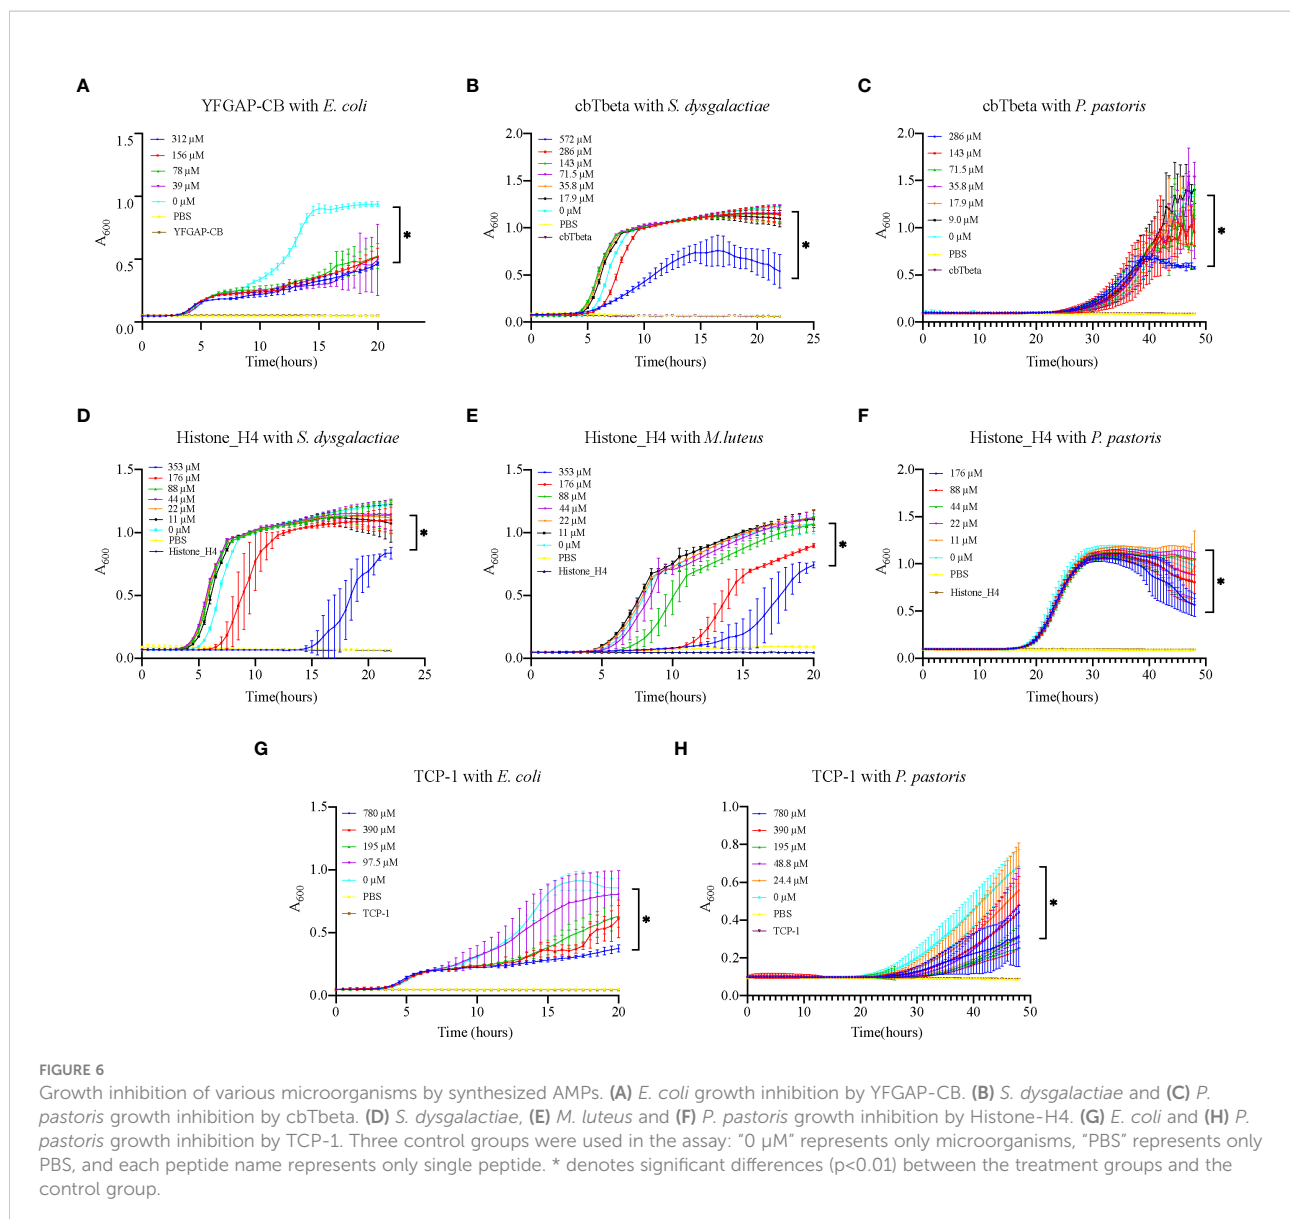 A
YFGAP-CB with E. coli
312 µM
156 µM
78 µM
39 µM
0 µM
PBS
YFGAP-CB
1.5
1.0
0.5
0.0
A600
0 5 10 15 20
Time(hours)
*
B
cbTbeta with S. dysgalactiae
572 µM
286 µM
143 µM
71.5 µM
35.8 µM
17.9 µM
0 µM
PBS
cbTbeta
2.0
1.5
1.0
0.5
0.0
A600
0 5 10 15 20 25
Time(hours)
*
C
cbTbeta with P. pastoris
286 µM
143 µM
71.5 µM
35.8 µM
17.9 µM
9.0 µM
0 µM
PBS
cbTbeta
2.0
1.5
1.0
0.5
0.0
A600
0 10 20 30 40 50
Time(hours)
*
D
Histone_H4 with S. dysgalactiae
353 µM
176 µM
88 µM
44 µM
22 µM
11 µM
0 µM
PBS
Histone_H4
1.5
1.0
0.5
0.0
A600
0 5 10 15 20 25
Time(hours)
*
E
Histone_H4 with M.luteus
353 µM
176 µM
88 µM
44 µM
22 µM
11 µM
0 µM
PBS
Histone_H4
1.5
1.0
0.5
0.0
A600
0 5 10 15 20
Time(hours)
*
F
Histone_H4 with P. pastoris
176 µM
88 µM
44 µM
22 µM
11 µM
0 µM
PBS
Histone_H4
2.0
1.5
1.0
0.5
0.0
A600
0 10 20 30 40 50
Time(hours)
*
G
TCP-1 with E. coli
780 µM
390 µM
195 µM
97.5 µM
0 µM
PBS
TCP-1
1.5
1.0
0.5
0.0
A600
0 5 10 15 20
Time (hours)
*
H
TCP-1 with P. pastoris
780 µM
390 µM
195 µM
48.8 µM
24.4 µM
0 µM
PBS
TCP-1
1.0
0.8
0.6
0.4
0.2
0.0
A600
0 10 20 30 40 50
Time(hours)
*
FIGURE 6
Growth inhibition of various microorganisms by synthesized AMPs. (A) E. coli growth inhibition by YFGAP-CB. (B) S. dysgalactiae and (C) P.
pastoris growth inhibition by cbTbeta. (D) S. dysgalactiae, (E) M. luteus and (F) P. pastoris growth inhibition by Histone-H4. (G) E. coli and (H) P.
pastoris growth inhibition by TCP-1. Three control groups were used in the assay: “0 µM” represents only microorganisms, “PBS” represents only
PBS, and each peptide name represents only single peptide. * denotes significant differences (p<0.01) between the treatment groups and the
control group.